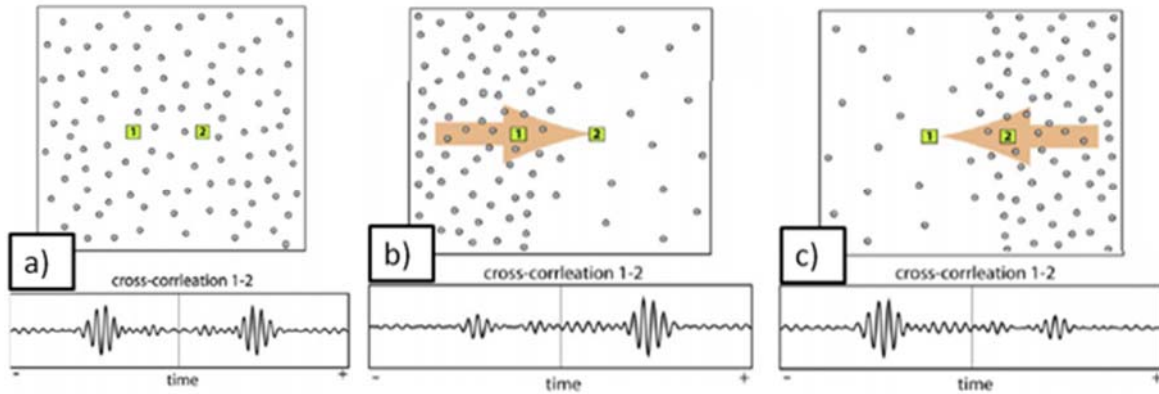 1 2
a)
cross-corrleation 1-2
- time +
1 2
b)
cross-corrleation 1-2
- time +
1 2
c)
cross-corrleation 1-2
- time +